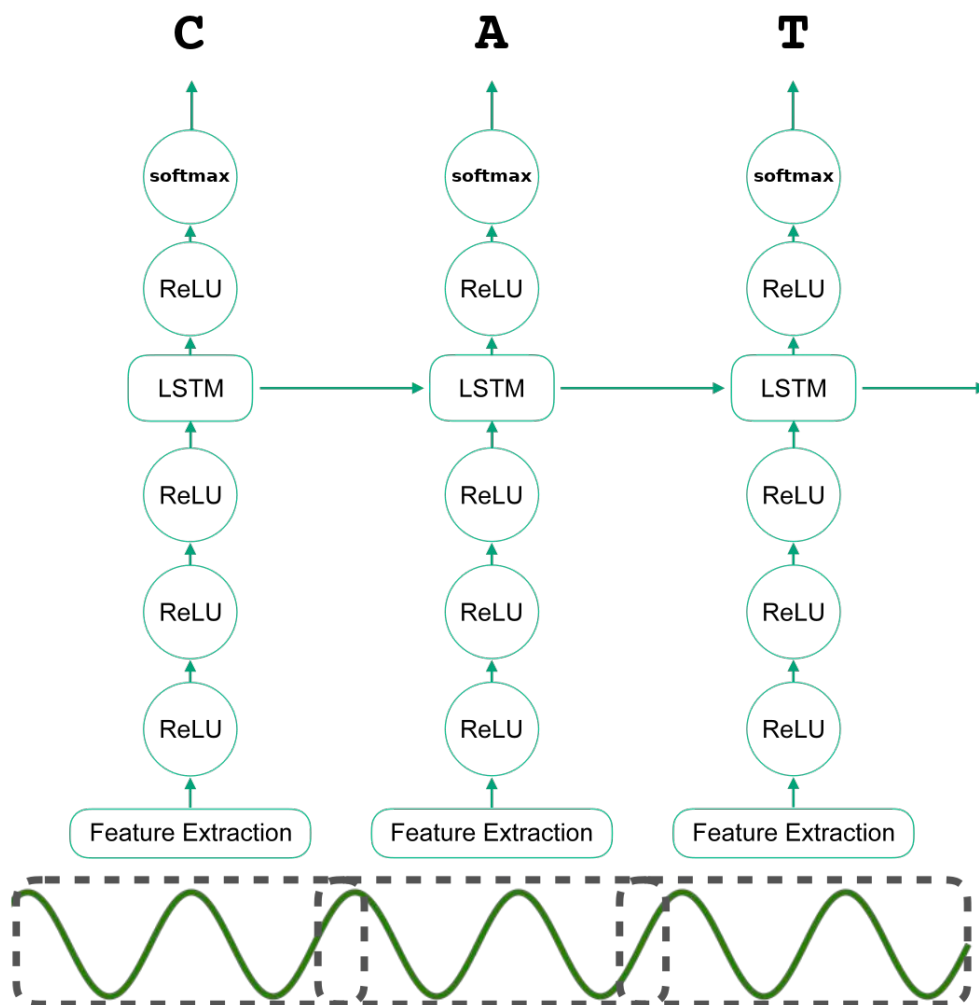 C A T
softmax softmax softmax
ReLU ReLU ReLU
LSTM LSTM LSTM
ReLU ReLU ReLU
ReLU ReLU ReLU
ReLU ReLU ReLU
Feature Extraction Feature Extraction Feature Extraction